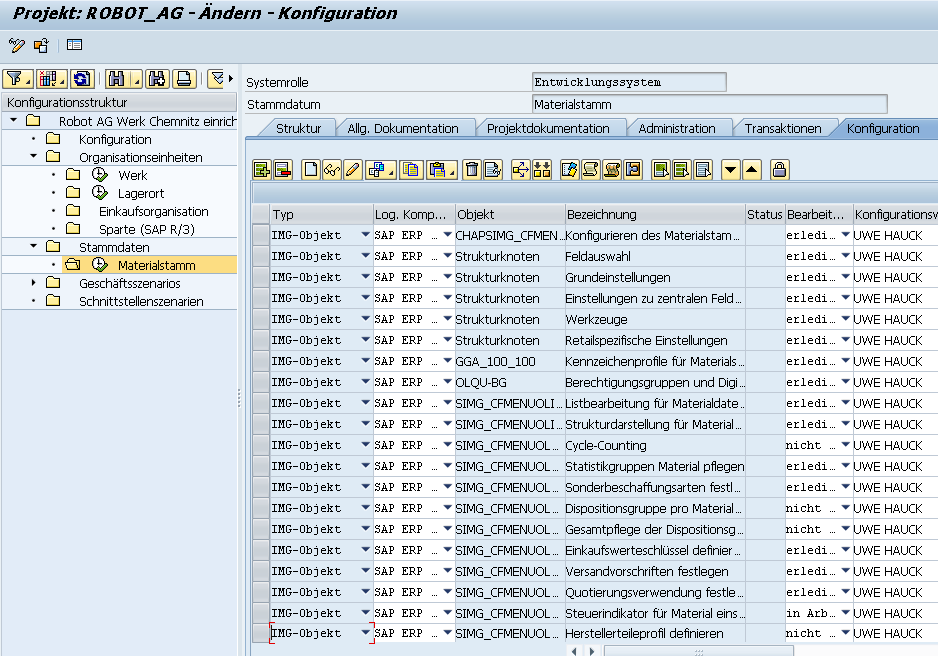 Projekt: ROBOT_AG - Ändern - Konfiguration
Konfigurationsstruktur
Robot AG Werk Chemnitz einrich
Konfiguration
Organisationseinheiten
Werk
Lagerort
Einkaufsorganisation
Sparte (SAP R/3)
Stammdaten
Materialstamm
Geschäftsszenarios
Schnittstellenszenarien
Systemrolle Entwicklungssystem
Stammdatum Materialstamm
Struktur Allg. Dokumentation Projektdokumentation Administration Transaktionen Konfiguration
Typ Log. Komp... Objekt Bezeichnung Status Bearbeit... Konfigurationsv
IMG-Objekt SAP ERP ... CHAPSIMG_CFMEN... Konfigurieren des Materialstam... erledi... UWE HAUCK
IMG-Objekt SAP ERP ... Strukturknoten Feldauswahl erledi... UWE HAUCK
IMG-Objekt SAP ERP ... Strukturknoten Grundeinstellungen erledi... UWE HAUCK
IMG-Objekt SAP ERP ... Strukturknoten Einstellungen zu zentralen Feld... erledi... UWE HAUCK
IMG-Objekt SAP ERP ... Strukturknoten Werkzeuge erledi... UWE HAUCK
IMG-Objekt SAP ERP ... Strukturknoten Retailspezifische Einstellungen erledi... UWE HAUCK
IMG-Objekt SAP ERP ... GGA_100_100 Kennzeichenprofile für Materials... erledi... UWE HAUCK
IMG-Objekt SAP ERP ... OLQU-BG Berechtigungsgruppen und Digi... erledi... UWE HAUCK
IMG-Objekt SAP ERP ... SIMG_CFMENUOLI... Listbearbeitung für Materialdate... erledi... UWE HAUCK
IMG-Objekt SAP ERP ... SIMG_CFMENUOLI... Strukturdarstellung für Material... erledi... UWE HAUCK
IMG-Objekt SAP ERP ... SIMG_CFMENUOL... Cycle-Counting nicht ... UWE HAUCK
IMG-Objekt SAP ERP ... SIMG_CFMENUOL... Statistikgruppen Material pflegen erledi... UWE HAUCK
IMG-Objekt SAP ERP ... SIMG_CFMENUOL... Sonderbeschaffungsarten festl... erledi... UWE HAUCK
IMG-Objekt SAP ERP ... SIMG_CFMENUOL... Dispositionsgruppe pro Material... nicht ... UWE HAUCK
IMG-Objekt SAP ERP ... SIMG_CFMENUOL... Gesamtpflege der Dispositionsg... nicht ... UWE HAUCK
IMG-Objekt SAP ERP ... SIMG_CFMENUOL... Einkaufswerteschlüssel definier... erledi... UWE HAUCK
IMG-Objekt SAP ERP ... SIMG_CFMENUOL... Versandvorschriften festlegen erledi... UWE HAUCK
IMG-Objekt SAP ERP ... SIMG_CFMENUOL... Quotierungsverwendung festle... erledi... UWE HAUCK
IMG-Objekt SAP ERP ... SIMG_CFMENUOL... Steuerindikator für Material eins... in Arb... UWE HAUCK
IMG-Objekt SAP ERP ... SIMG_CFMENUOL... Herstellerteileprofil definieren nicht ... UWE HAUCK